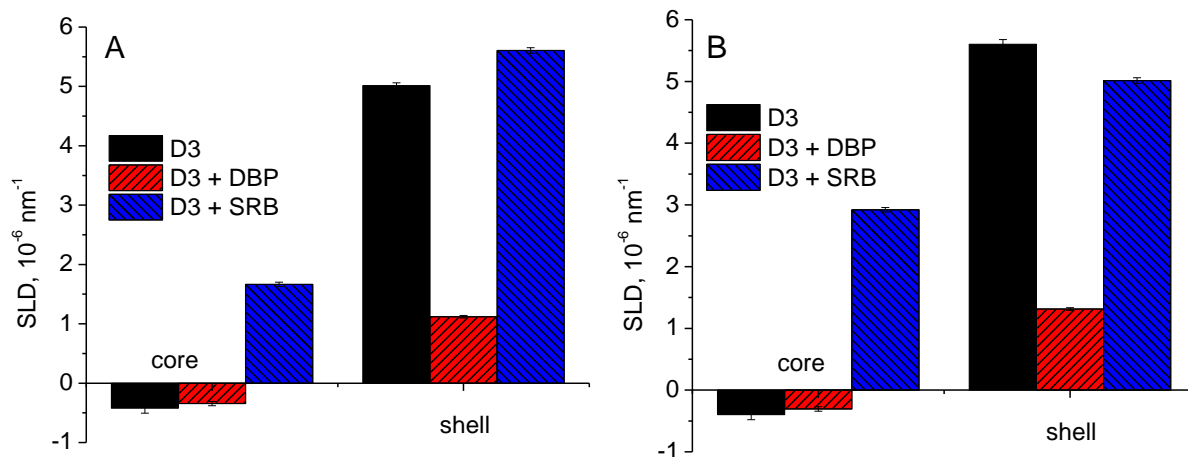 A
SLD, 10⁻⁶ nm⁻¹
6
5
4
3
2
1
0
-1
D3
D3 + DBP
D3 + SRB
core
shell
B
SLD, 10⁻⁶ nm⁻¹
6
5
4
3
2
1
0
-1
D3
D3 + DBP
D3 + SRB
core
shell